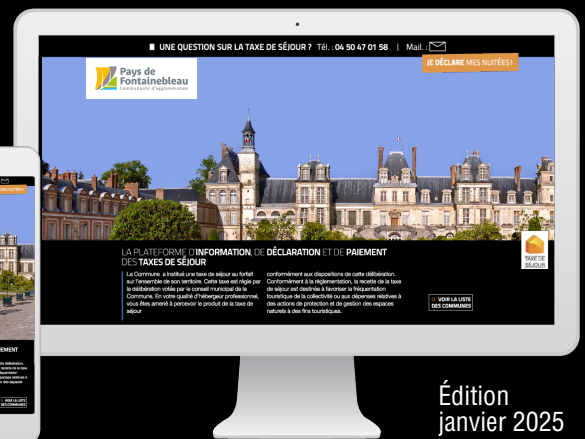 UNE QUESTION SUR LA TAXE DE SÉJOUR ? Tél. : 04 50 47 01 58 | Mail. :
JE DÉCLARE MES NUITÉES !
Pays de
Fontainebleau
Communauté d'agglomération
LA PLATEFORME D'INFORMATION, DE DÉCLARATION ET DE PAIEMENT
DES TAXES DE SÉJOUR
La Commune a institué une taxe de séjour au forfait
sur l'ensemble de son territoire. Cette taxe est régie par
la délibération votée par le conseil municipal de la
Commune. En votre qualité d'hébergeur professionnel,
vous êtes amené à percevoir le produit de la taxe de
séjour
conformément aux dispositions de cette délibération.
Conformément à la réglementation, la recette de la taxe
de séjour est destinée à favoriser la fréquentation
touristique de la collectivité ou aux dépenses relatives à
des actions de protection et de gestion des espaces
naturels à des fins touristiques.
TAXE DE
SÉJOUR
VOIR LA LISTE
DES COMMUNES
Édition
janvier 2025